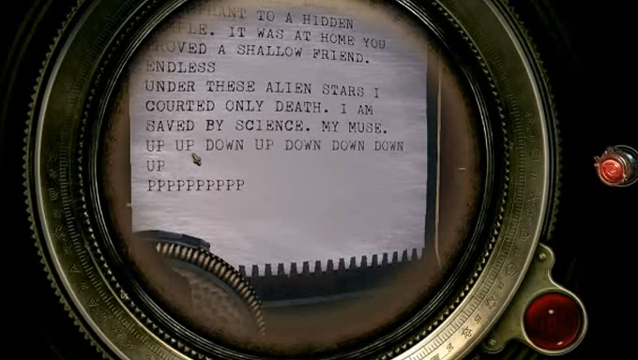 TO A HIDDEN
IT WAS AT HOME YOU
A SHALLOW FRIEND.
ENDLESS
UNDER THESE ALIEN STARS I
COURTED ONLY DEATH. I AM
SAVED BY SCIENCE. MY MUSE.
UP UP DOWN UP DOWN DOWN DOWN
UP
PPPPPPPPPP